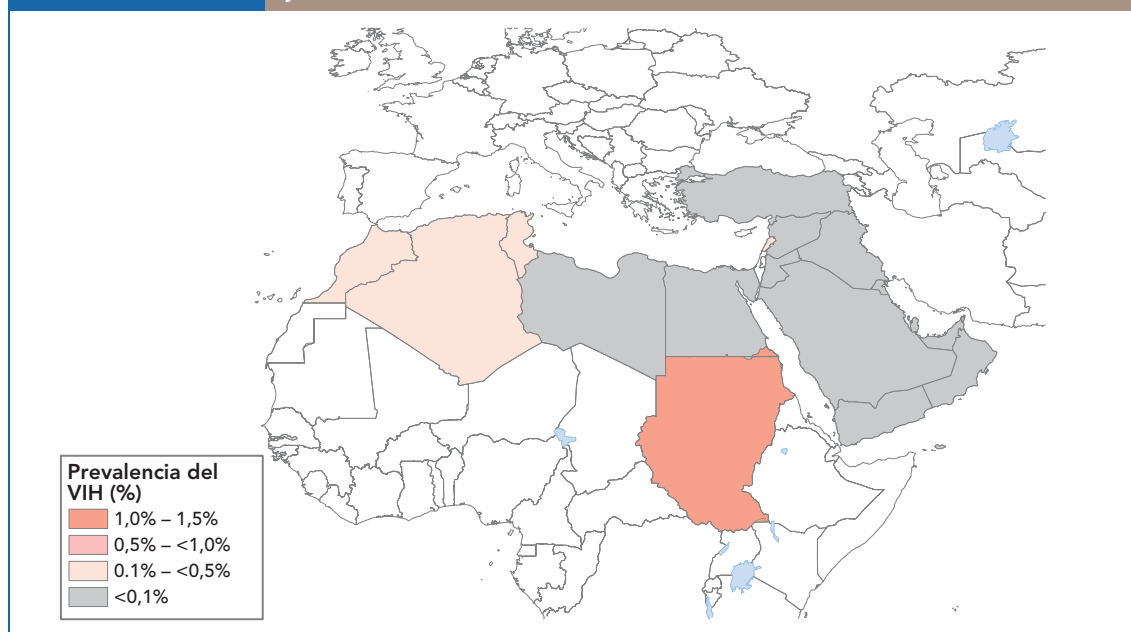 Prevalencia del
VIH (%)
1,0% – 1,5%
0,5% – <1,0%
0.1% – <0,5%
<0,1%